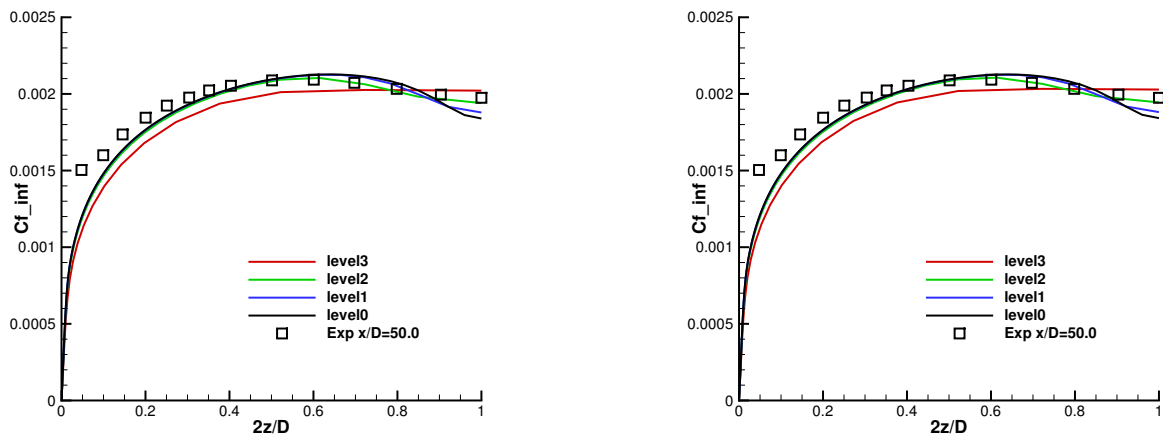 0.0025
0.002
0.0015
0.001
0.0005
0
Cf_inf
0 0.2 0.4 0.6 0.8 1
2z/D
level3
level2
level1
level0
Exp x/D=50.0
0.0025
0.002
0.0015
0.001
0.0005
0
Cf_inf
0 0.2 0.4 0.6 0.8 1
2z/D
level3
level2
level1
level0
Exp x/D=50.0